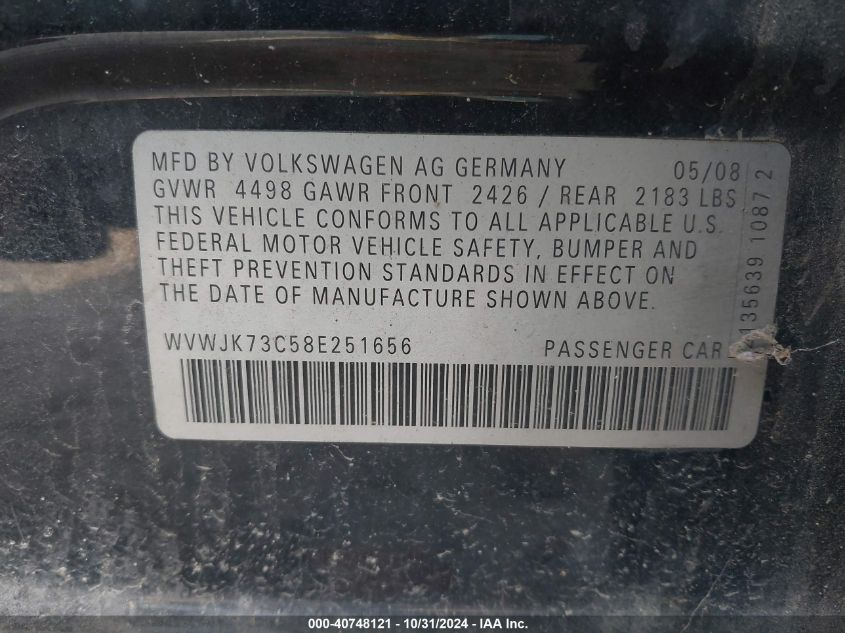 MFD BY VOLKSWAGEN AG GERMANY 05/08
GVWR 4498 GAWR FRONT 2426 / REAR 2183 LBS
THIS VEHICLE CONFORMS TO ALL APPLICABLE U.S.
FEDERAL MOTOR VEHICLE SAFETY, BUMPER AND
THEFT PREVENTION STANDARDS IN EFFECT ON
THE DATE OF MANUFACTURE SHOWN ABOVE.
WVWJK73C58E251656 PASSENGER CAR
135639 10872
000-40748121 - 10/31/2024 - IAA Inc.